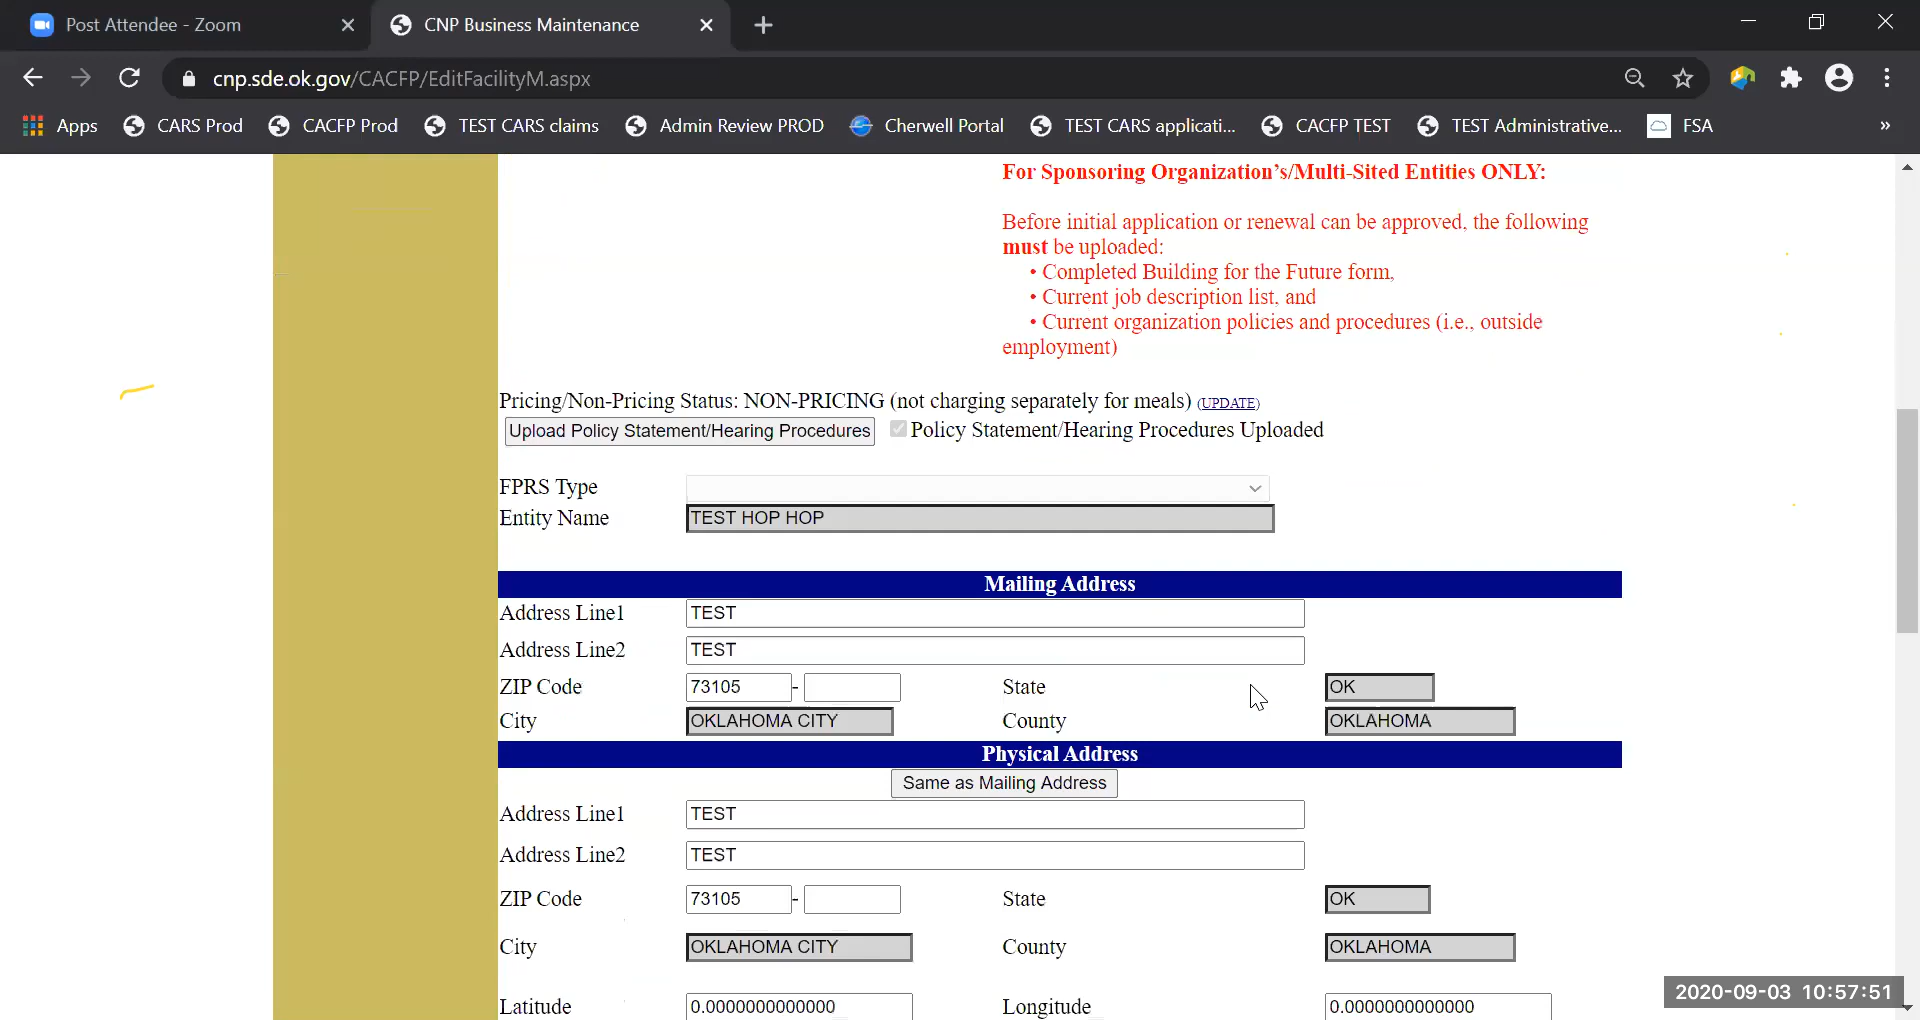 Post Attendee - Zoom
CNP Business Maintenance
cnp.sde.ok.gov/CACFP/EditFacilityM.aspx
Apps CARS Prod CACFP Prod TEST CARS claims Admin Review PROD Cherwell Portal TEST CARS applicati... CACFP TEST TEST Administrative... FSA »
For Sponsoring Organization's/Multi-Sited Entities ONLY:
Before initial application or renewal can be approved, the following
must be uploaded:
• Completed Building for the Future form,
• Current job description list, and
• Current organization policies and procedures (i.e., outside
employment)
Pricing/Non-Pricing Status: NON-PRICING (not charging separately for meals) (UPDATE)
Upload Policy Statement/Hearing Procedures Policy Statement/Hearing Procedures Uploaded
FPRS Type
Entity Name TEST HOP HOP
Mailing Address
Address Line1 TEST
Address Line2 TEST
ZIP Code 73105 - State OK
City OKLAHOMA CITY County OKLAHOMA
Physical Address
Same as Mailing Address
Address Line1 TEST
Address Line2 TEST
ZIP Code 73105 - State OK
City OKLAHOMA CITY County OKLAHOMA
Latitude 0.0000000000000 Longitude 0.0000000000000
2020-09-03 10:57:51